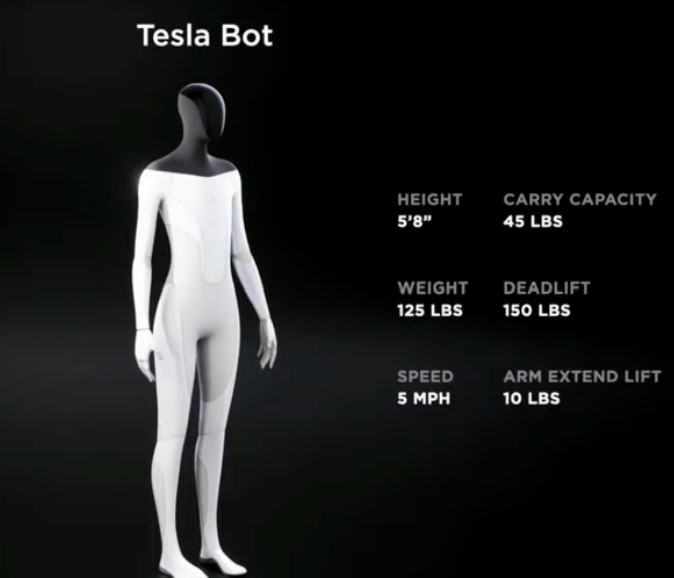 Tesla Bot
HEIGHT
5’8”
CARRY CAPACITY
45 LBS
WEIGHT
125 LBS
DEADLIFT
150 LBS
SPEED
5 MPH
ARM EXTEND LIFT
10 LBS